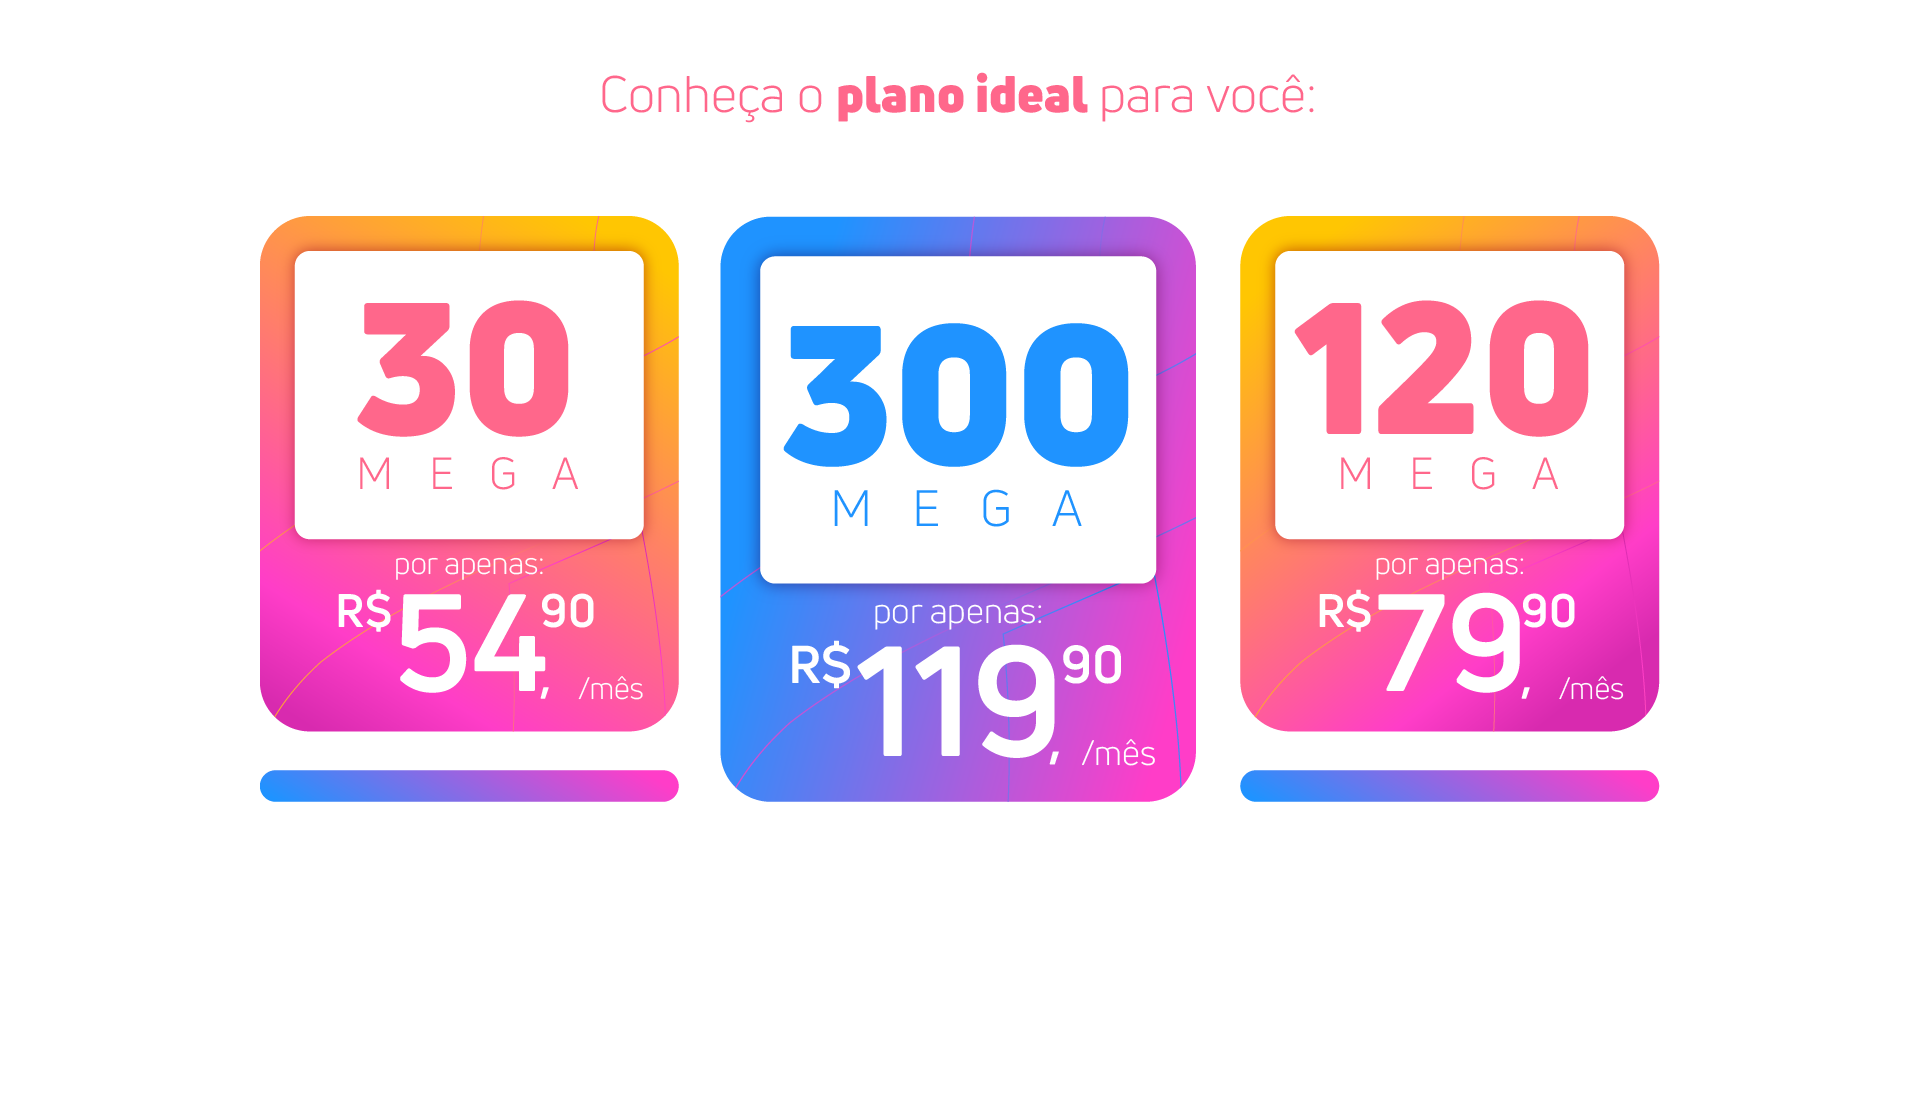 Conheça o plano ideal para você:
30
MEGA
por apenas:
R$54,90
/mês
300
MEGA
por apenas:
R$119,90
/mês
120
MEGA
por apenas:
R$79,90
/mês